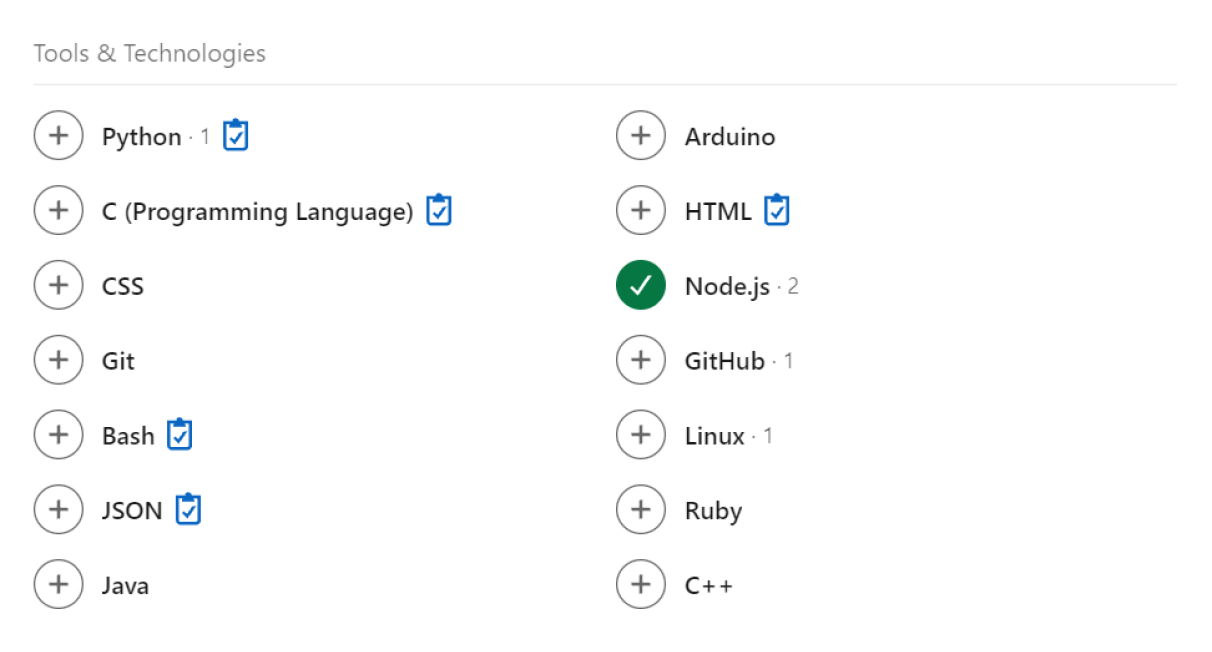 Tools & Technologies
Python · 1
Arduino
C (Programming Language)
HTML
CSS
Node.js · 2
Git
GitHub · 1
Bash
Linux · 1
JSON
Ruby
Java
C++